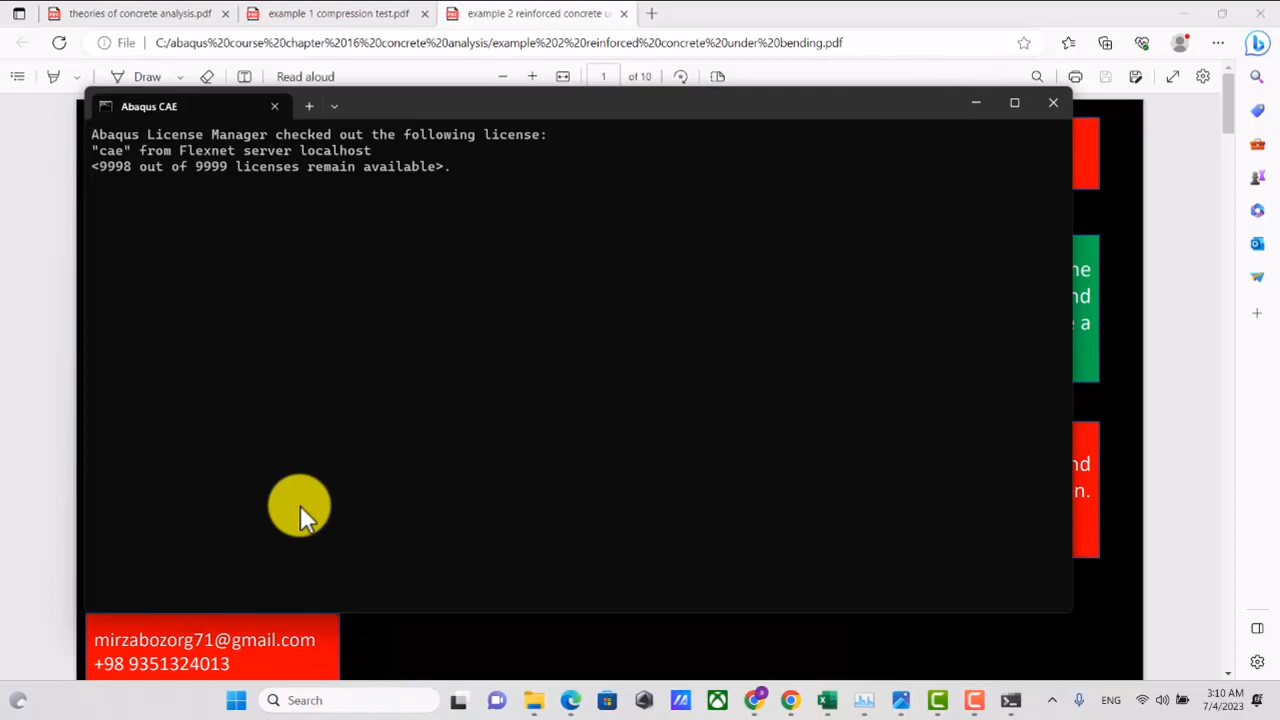 theories of concrete analysis.pdf
example 1 compression test.pdf
example 2 reinforced concrete u
File
C:/abaqus%20course%20chapter%2016%20concrete%20analysis/example%202%20reinforced%20concrete%20under%20bending.pdf
Draw
Read aloud
1
of 10
Abaqus CAE
Abaqus License Manager checked out the following license:
"cae" from Flexnet server localhost
<9998 out of 9999 licenses remain available>.
ne
nd
e a
nd
n.
mirzabozorg71@gmail.com
+98 9351324013
Search
ENG
3:10 AM
7/4/2023